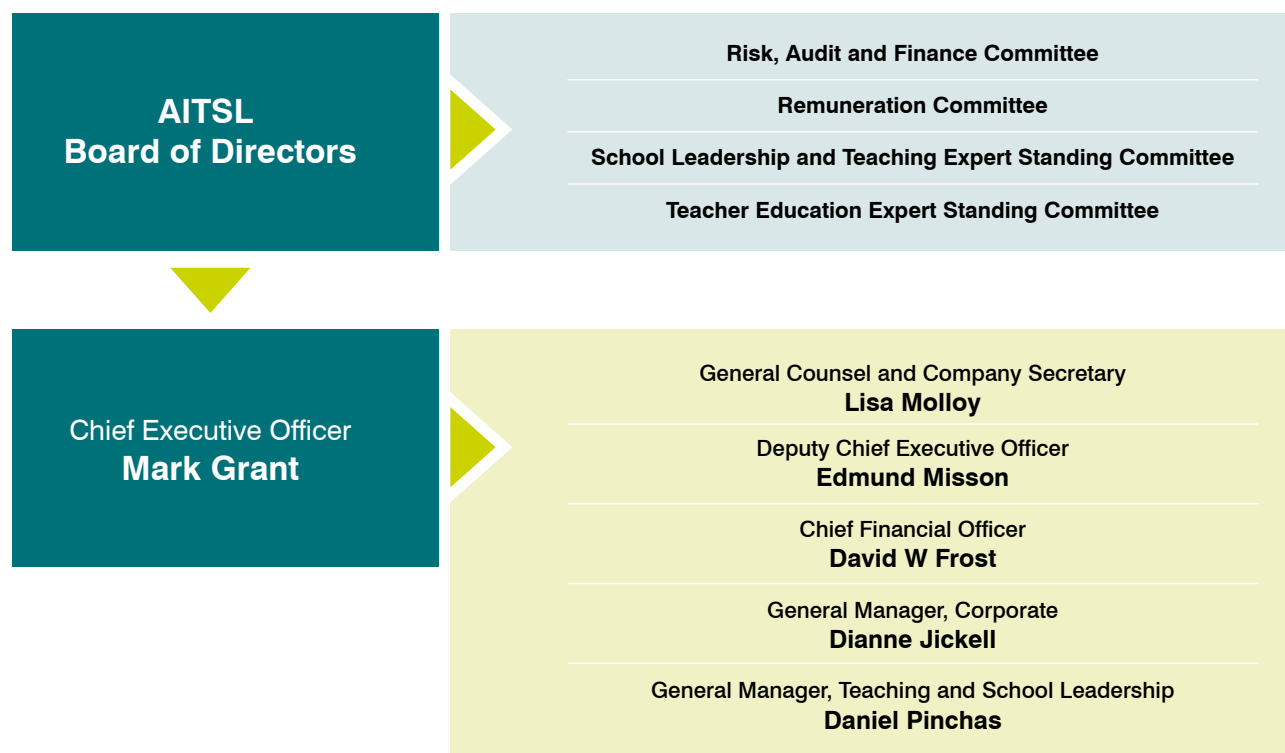 AITSL
Board of Directors
Risk, Audit and Finance Committee
Remuneration Committee
School Leadership and Teaching Expert Standing Committee
Teacher Education Expert Standing Committee
Chief Executive Officer
Mark Grant
General Counsel and Company Secretary
Lisa Molloy
Deputy Chief Executive Officer
Edmund Misson
Chief Financial Officer
David W Frost
General Manager, Corporate
Dianne Jickell
General Manager, Teaching and School Leadership
Daniel Pinchas